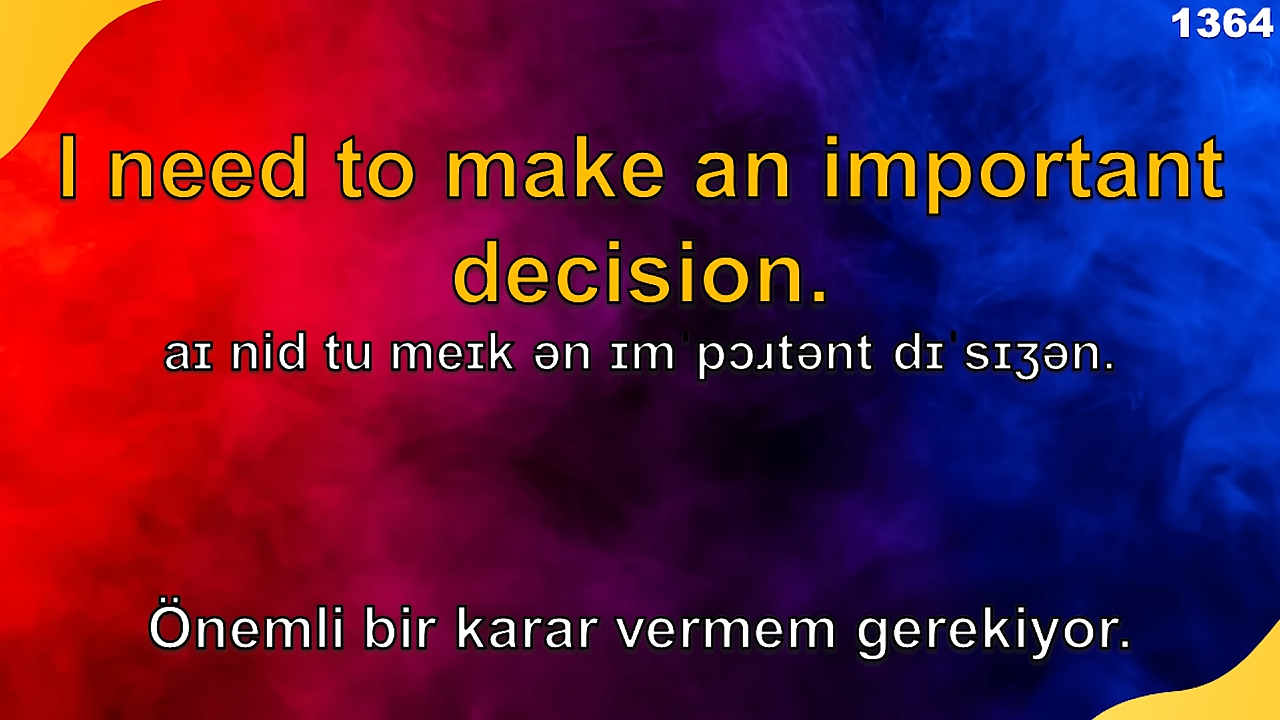 1364
I need to make an important
decision.
aɪ nid tu meɪk ən ɪmˈpɔɹtənt dɪˈsɪʒən.
Önemli bir karar vermem gerekiyor.